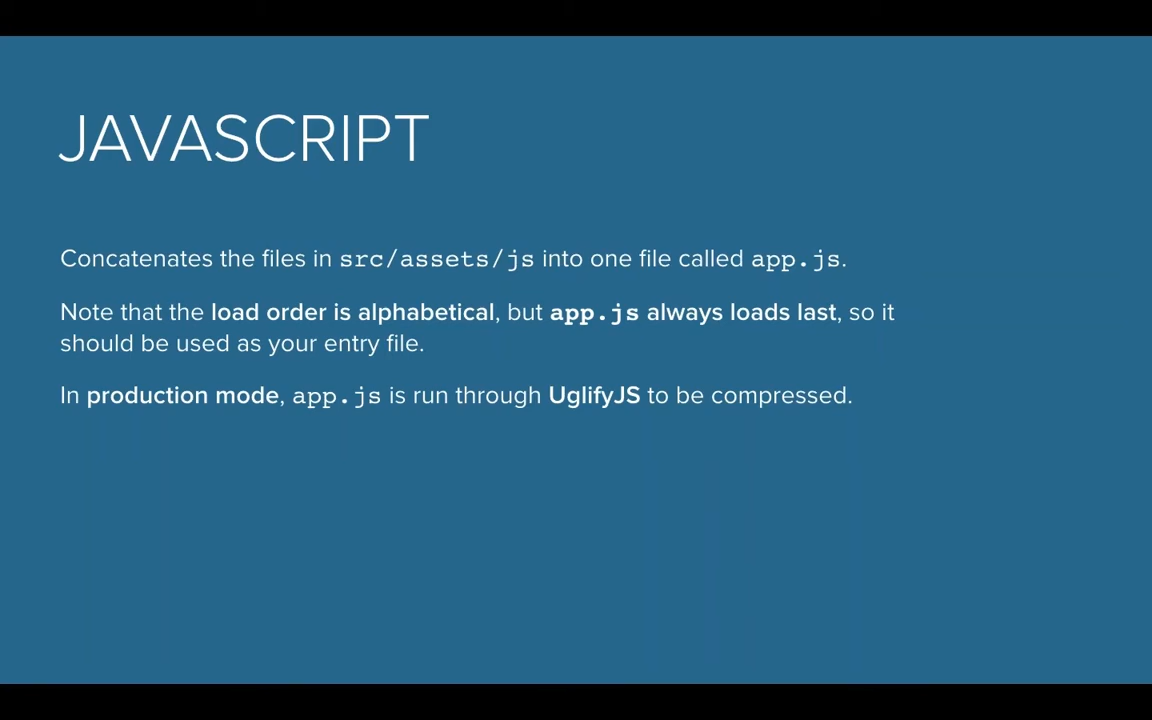 JAVASCRIPT
Concatenates the files in src/assets/js into one file called app.js.
Note that the load order is alphabetical, but app.js always loads last, so it
should be used as your entry file.
In production mode, app.js is run through UglifyJS to be compressed.